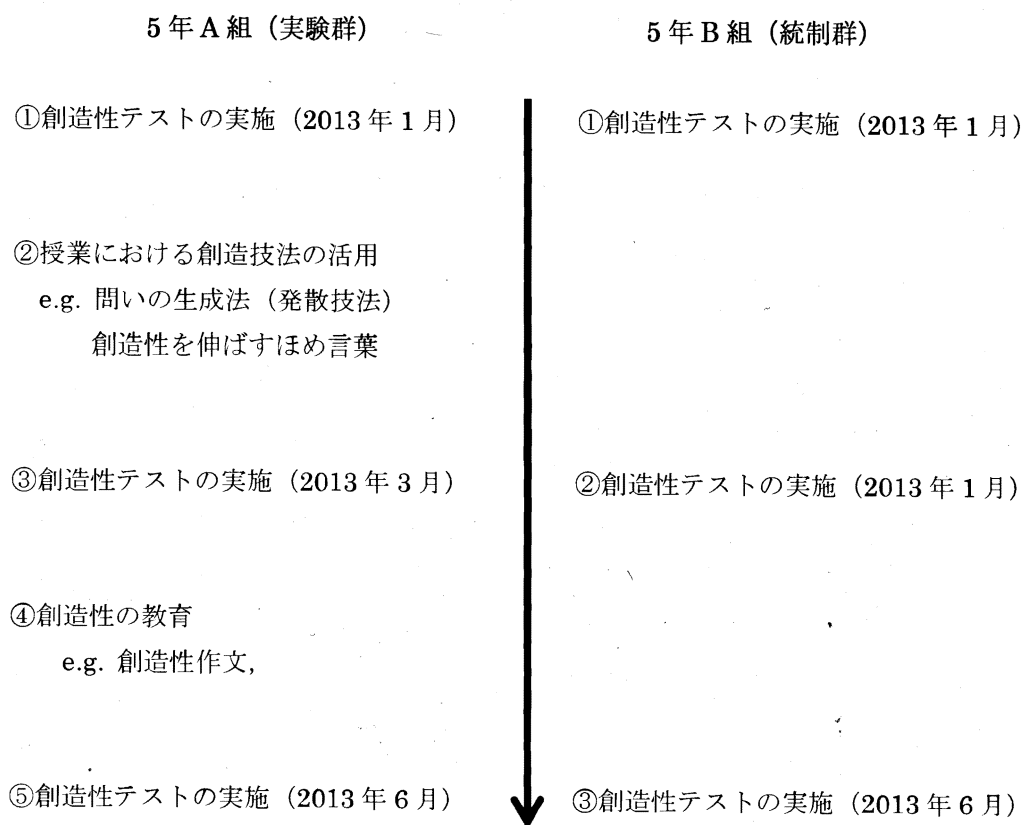 5年A組（実験群）
5年B組（統制群）
①創造性テストの実施（2013年1月）
①創造性テストの実施（2013年1月）
②授業における創造技法の活用
e.g. 問いの生成法（発散技法）
創造性を伸ばすほめ言葉
③創造性テストの実施（2013年3月）
②創造性テストの実施（2013年1月）
④創造性の教育
e.g. 創造性作文,
⑤創造性テストの実施（2013年6月）
③創造性テストの実施（2013年6月）